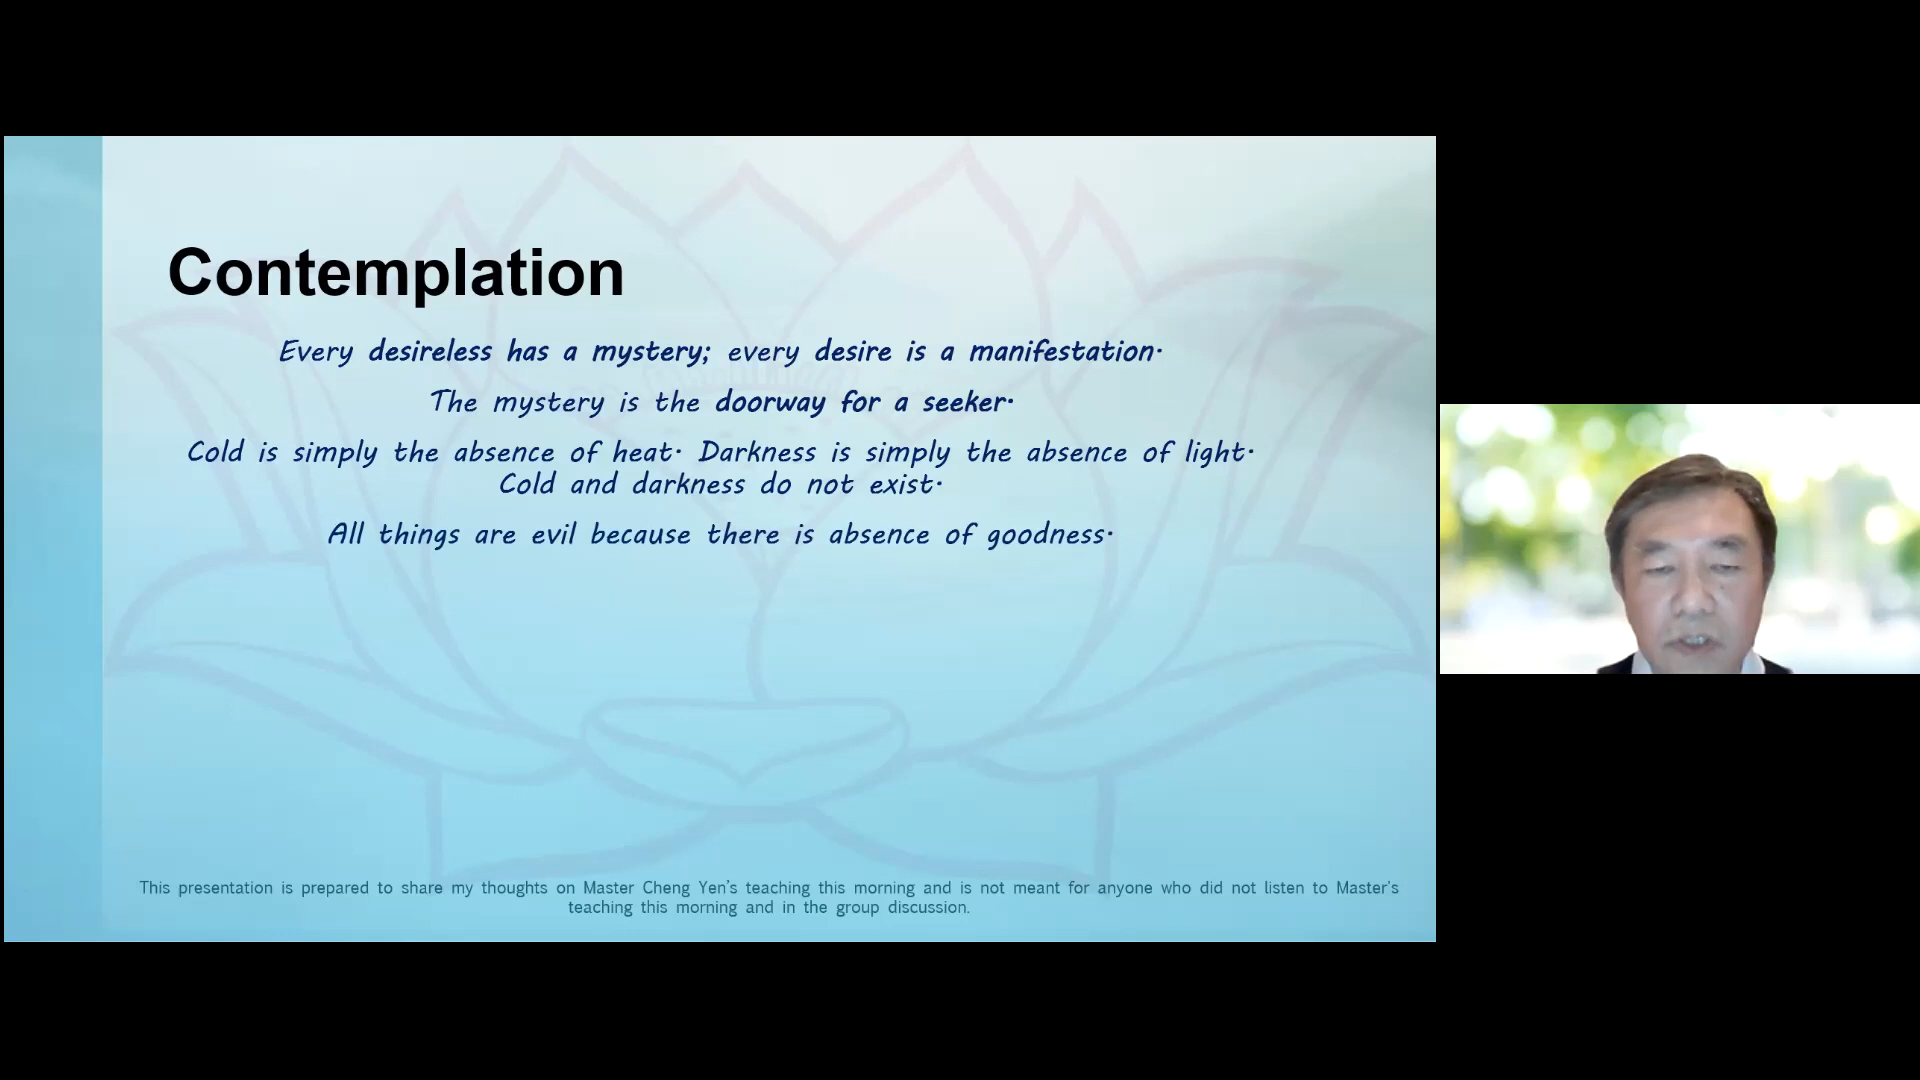 Contemplation
Every desireless has a mystery; every desire is a manifestation.
The mystery is the doorway for a seeker.
Cold is simply the absence of heat. Darkness is simply the absence of light.
Cold and darkness do not exist.
All things are evil because there is absence of goodness.
This presentation is prepared to share my thoughts on Master Cheng Yen's teaching this morning and is not meant for anyone who did not listen to Master's
teaching this morning and in the group discussion.